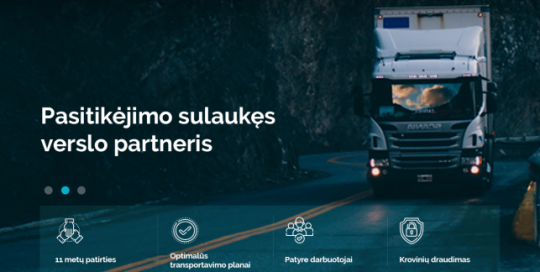 Pasitikėjimo sulaukęs
verslo partneris
11 metų patirties
Optimalūs
transportavimo planai
Patyrę darbuotojai
Krovinių draudimas